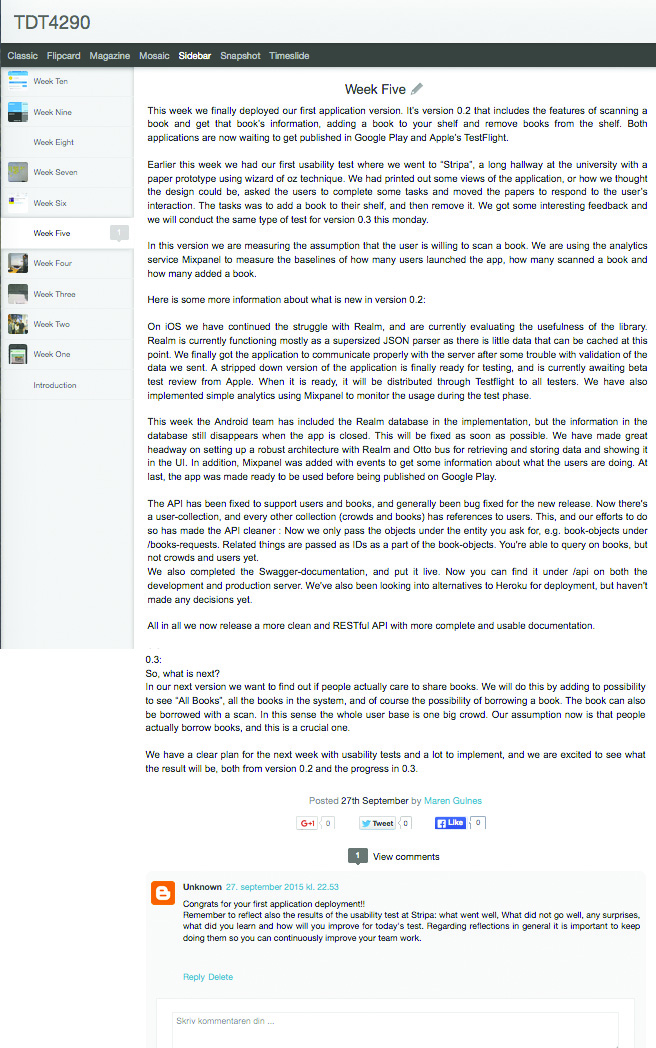 TDT4290
Classic Flipcard Magazine Mosaic Sidebar Snapshot Timeslide
Week Ten
Week Nine
Week Eight
Week Seven
Week Six
Week Five 1
Week Four
Week Three
Week Two
Week One
Introduction
Week Five
This week we finally deployed our first application version. It's version 0.2 that includes the features of scanning a
book and get that book's information, adding a book to your shelf and remove books from the shelf. Both
applications are now waiting to get published in Google Play and Apple's TestFlight.
Earlier this week we had our first usability test where we went to "Stripa", a long hallway at the university with a
paper prototype using wizard of oz technique. We had printed out some views of the application, or how we thought
the design could be, asked the users to complete some tasks and moved the papers to respond to the user's
interaction. The tasks was to add a book to their shelf, and then remove it. We got some interesting feedback and
we will conduct the same type of test for version 0.3 this monday.
In this version we are measuring the assumption that the user is willing to scan a book. We are using the analytics
service Mixpanel to measure the baselines of how many users launched the app, how many scanned a book and
how many added a book.
Here is some more information about what is new in version 0.2:
On iOS we have continued the struggle with Realm, and are currently evaluating the usefulness of the library.
Realm is currently functioning mostly as a supersized JSON parser as there is little data that can be cached at this
point. We finally got the application to communicate properly with the server after some trouble with validation of the
data we sent. A stripped down version of the application is finally ready for testing, and is currently awaiting beta
test review from Apple. When it is ready, it will be distributed through Testflight to all testers. We have also
implemented simple analytics using Mixpanel to monitor the usage during the test phase.
This week the Android team has included the Realm database in the implementation, but the information in the
database still disappears when the app is closed. This will be fixed as soon as possible. We have made great
headway on setting up a robust architecture with Realm and Otto bus for retrieving and storing data and showing it
in the UI. In addition, Mixpanel was added with events to get some information about what the users are doing. At
last, the app was made ready to be used before being published on Google Play.
The API has been fixed to support users and books, and generally been bug fixed for the new release. Now there's
a user-collection, and every other collection (crowds and books) has references to users. This, and our efforts to do
so has made the API cleaner : Now we only pass the objects under the entity you ask for, e.g. book-objects under
/books-requests. Related things are passed as IDs as a part of the book-objects. You're able to query on books, but
not crowds and users yet.
We also completed the Swagger-documentation, and put it live. Now you can find it under /api on both the
development and production server. We've also been looking into alternatives to Heroku for deployment, but haven't
made any decisions yet.
All in all we now release a more clean and RESTful API with more complete and usable documentation.
0.3:
So, what is next?
In our next version we want to find out if people actually care to share books. We will do this by adding to possibility
to see "All Books", all the books in the system, and of course the possibility of borrowing a book. The book can also
be borrowed with a scan. In this sense the whole user base is one big crowd. Our assumption now is that people
actually borrow books, and this is a crucial one.
We have a clear plan for the next week with usability tests and a lot to implement, and we are excited to see what
the result will be, both from version 0.2 and the progress in 0.3.
Posted 27th September by Maren Gulnes
G+1 0 Tweet 0 Like 0
1 View comments
Unknown 27. september 2015 kl. 22.53
Congrats for your first application deployment!!
Remember to reflect also the results of the usability test at Stripa: what went well, What did not go well, any surprises,
what did you learn and how will you improve for today's test. Regarding reflections in general it is important to keep
doing them so you can continuously improve your team work.
Reply Delete
Skriv kommentaren din ...